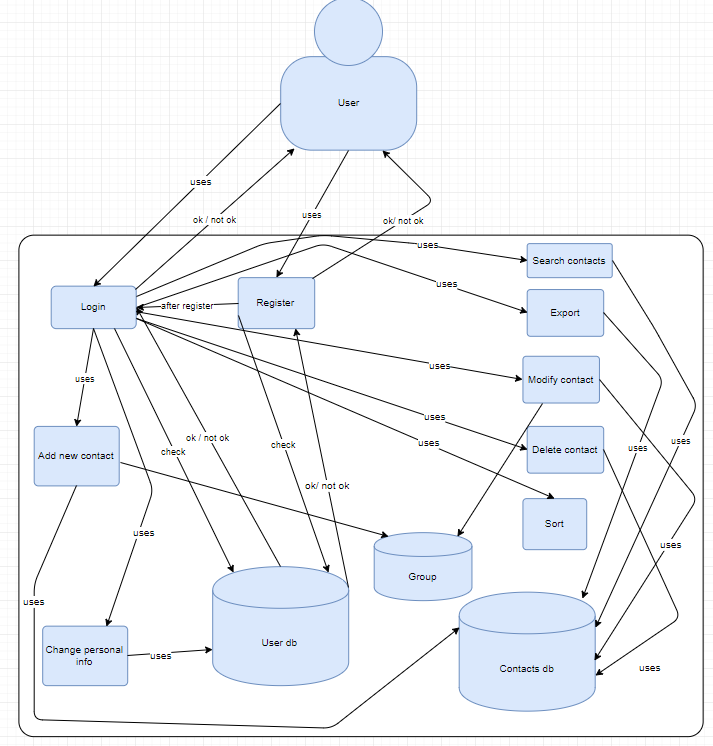 User
uses
ok / not ok
uses
ok/ not ok
uses
Search contacts
uses
Export
Login
after register
Register
uses
Modify contact
uses
uses
uses
Delete contact
Add new contact
check
ok / not ok
check
uses
uses
ok/ not ok
Sort
uses
uses
Group
uses
Change personal
info
uses
User db
Contacts db
uses